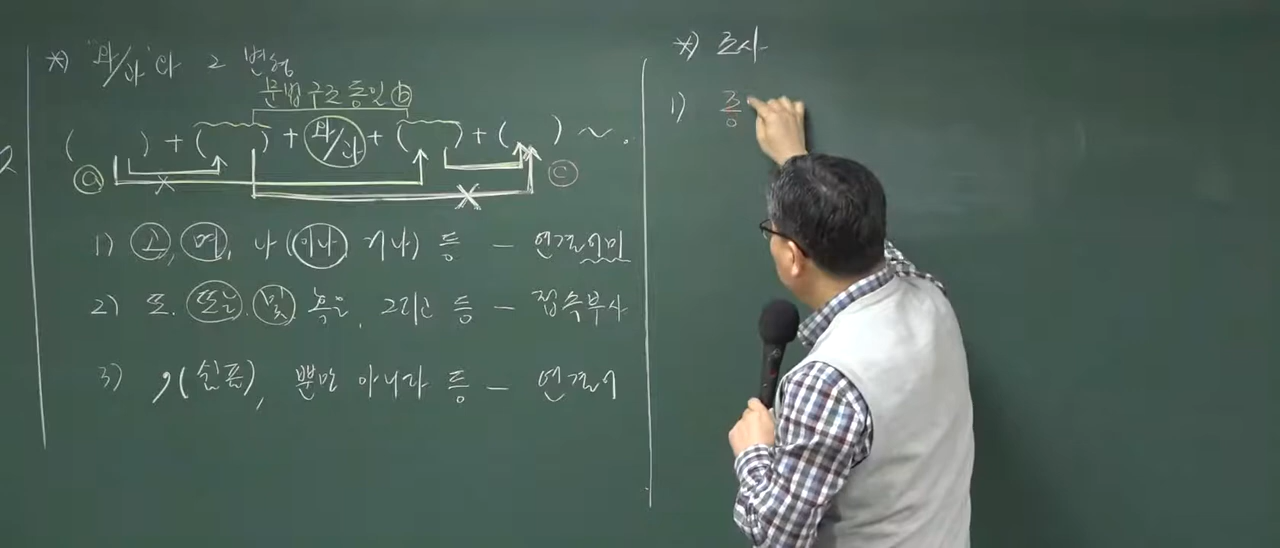 *) "와/과" 다 2 변형
문법 구조 동일 ⓑ
( ) + ( ) + 와/과 + ( ) + ( ) ~.
ⓐ ⓒ
1) 고, 며, 나 (이나 거나) 등 — 연결어미
2) 또. 또는. 및 혹은, 그리고 등 — 접속부사
3) , (쉼표), 뿐만 아니라 등 — 연결어
*) 조사
1)